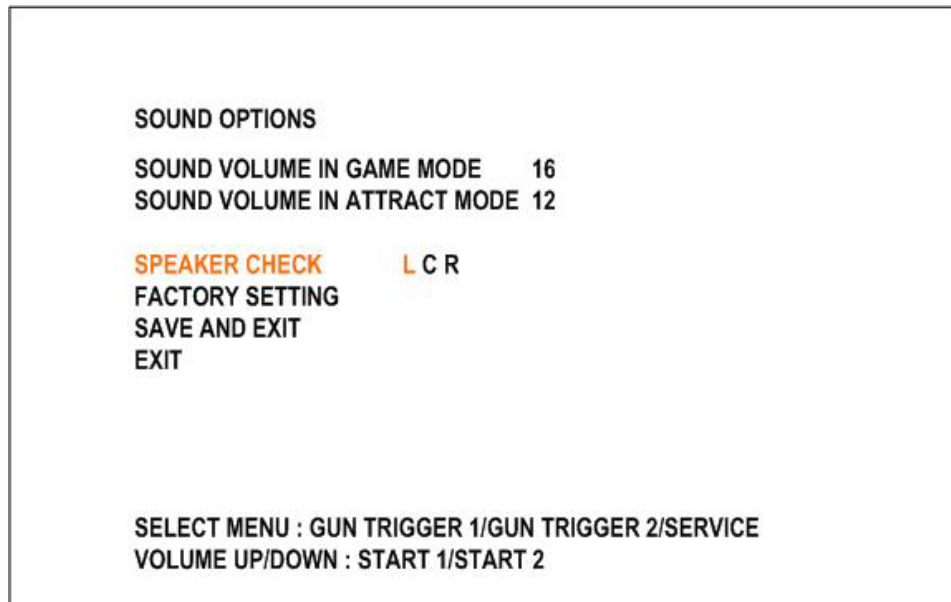 SOUND OPTIONS
SOUND VOLUME IN GAME MODE 16
SOUND VOLUME IN ATTRACT MODE 12
SPEAKER CHECK L C R
FACTORY SETTING
SAVE AND EXIT
EXIT
SELECT MENU : GUN TRIGGER 1/GUN TRIGGER 2/SERVICE
VOLUME UP/DOWN : START 1/START 2